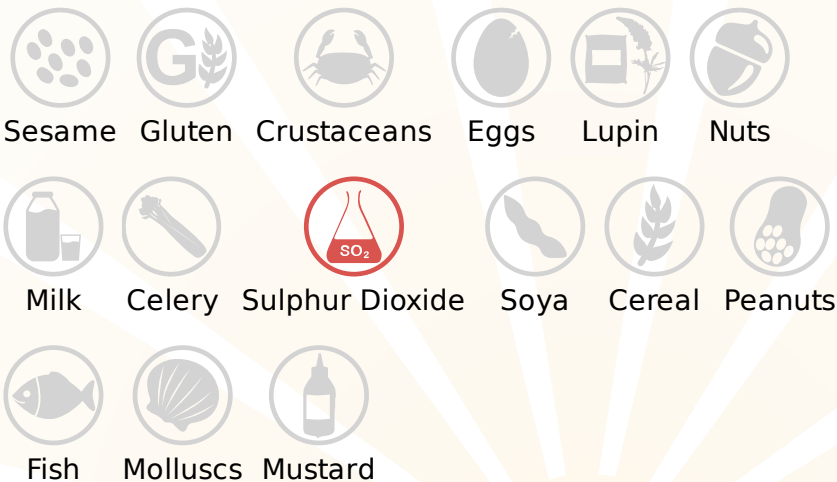 G
Sesame Gluten Crustaceans Eggs Lupin Nuts
SO₂
Milk Celery Sulphur Dioxide Soya Cereal Peanuts
Fish Molluscs Mustard